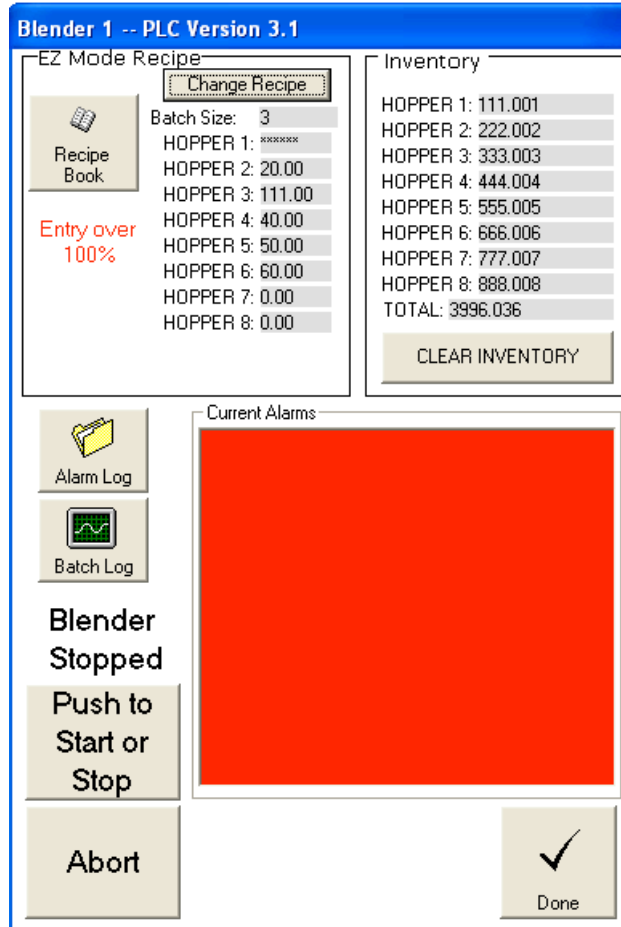 Blender 1 -- PLC Version 3.1
EZ Mode Recipe
Change Recipe
Recipe
Book
Entry over
100%
Batch Size: 3
HOPPER 1: ******
HOPPER 2: 20.00
HOPPER 3: 111.00
HOPPER 4: 40.00
HOPPER 5: 50.00
HOPPER 6: 60.00
HOPPER 7: 0.00
HOPPER 8: 0.00
Inventory
HOPPER 1: 111.001
HOPPER 2: 222.002
HOPPER 3: 333.003
HOPPER 4: 444.004
HOPPER 5: 555.005
HOPPER 6: 666.006
HOPPER 7: 777.007
HOPPER 8: 888.008
TOTAL: 3996.036
CLEAR INVENTORY
Alarm Log
Batch Log
Current Alarms
Blender
Stopped
Push to
Start or
Stop
Abort
Done